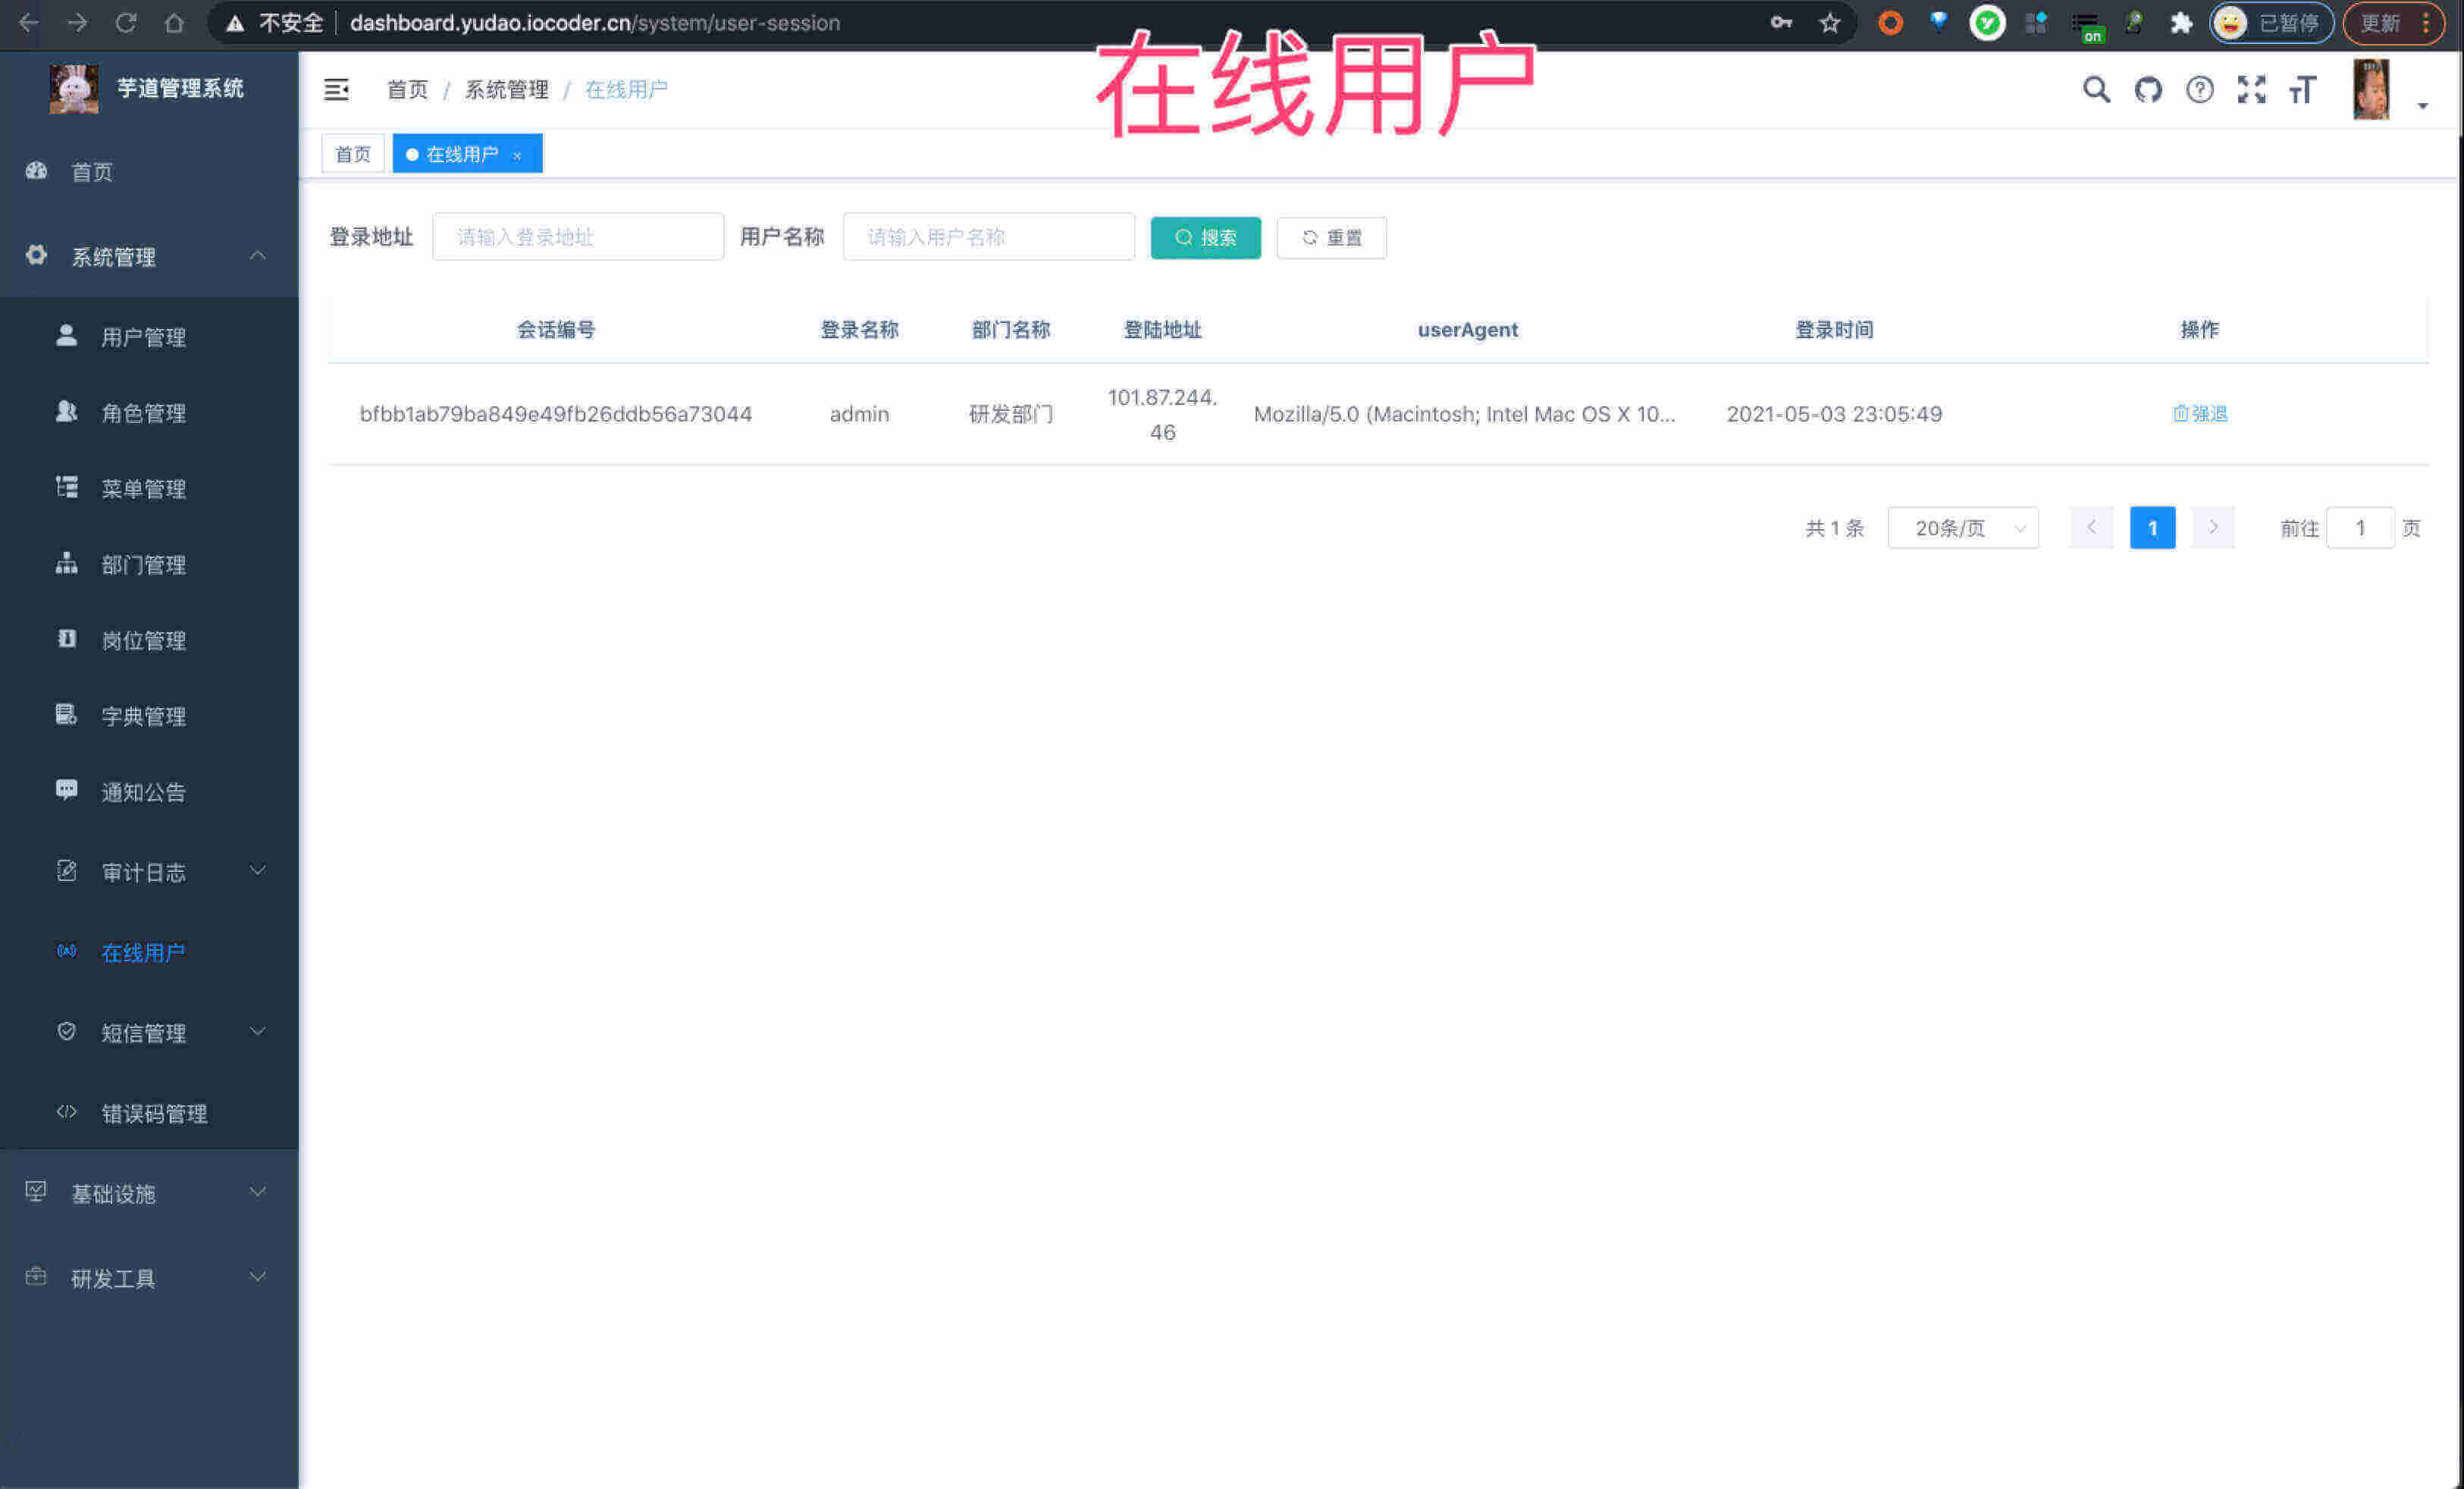 不安全 dashboard.yudao.iocoder.cn/system/user-session 已暂停 更新
on
在线用户
芋道管理系统
首页 / 系统管理 / 在线用户
首页 在线用户 ×
首页
系统管理
用户管理
角色管理
菜单管理
部门管理
岗位管理
字典管理
通知公告
审计日志
在线用户
短信管理
错误码管理
基础设施
研发工具
登录地址 请输入登录地址 用户名称 请输入用户名称 搜索 重置
会话编号 登录名称 部门名称 登陆地址 userAgent 登录时间 操作
bfbb1ab79ba849e49fb26ddb56a73044 admin 研发部门 101.87.244.46 Mozilla/5.0 (Macintosh; Intel Mac OS X 10... 2021-05-03 23:05:49 强退
共 1 条 20条/页 1 前往 1 页